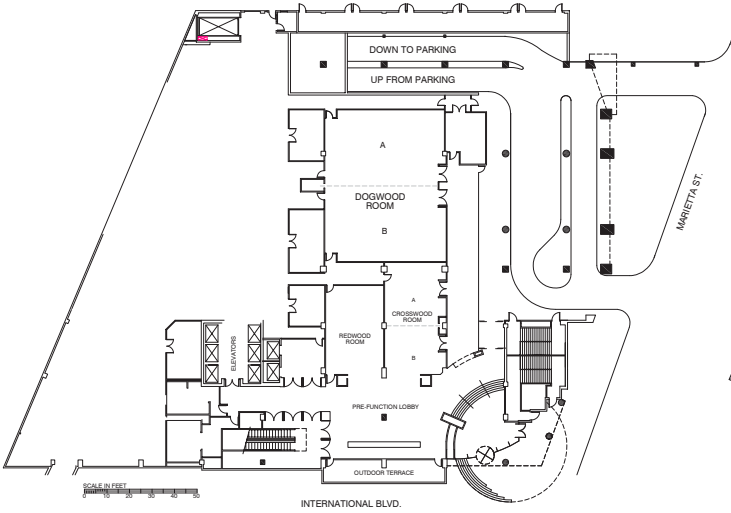 DOWN TO PARKING
UP FROM PARKING
A
DOGWOOD
ROOM
B
MARIETTA ST.
A
CROSSWOOD
ROOM
REDWOOD
ROOM
B
ELEVATORS
PRE-FUNCTION LOBBY
OUTDOOR TERRACE
SCALE IN FEET
0 10 20 30 40 50
INTERNATIONAL BLVD.